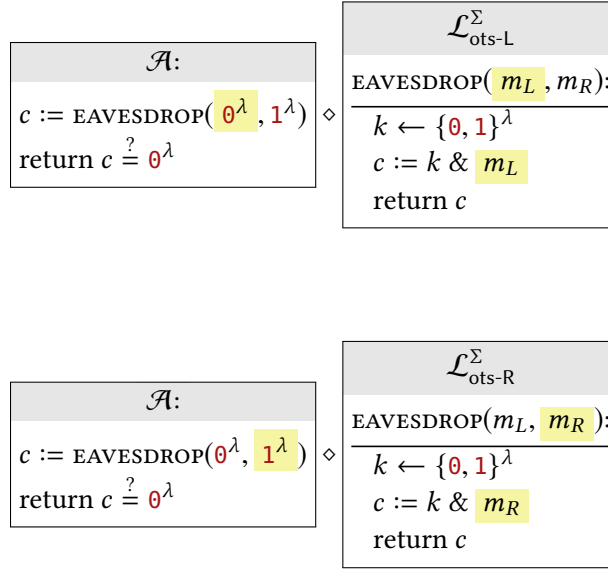 𝓐:
c := EAVESDROP(0^λ, 1^λ)
return c ≟ 0^λ
⋄
𝓛^Σ_ots-L
EAVESDROP(m_L, m_R):
k ← {0, 1}^λ
c := k & m_L
return c
𝓐:
c := EAVESDROP(0^λ, 1^λ)
return c ≟ 0^λ
⋄
𝓛^Σ_ots-R
EAVESDROP(m_L, m_R):
k ← {0, 1}^λ
c := k & m_R
return c